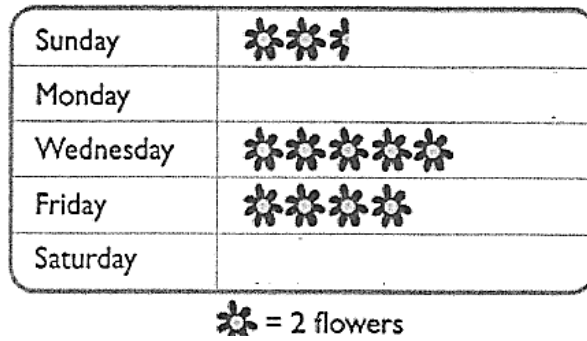 Sunday
Monday
Wednesday
Friday
Saturday
= 2 flowers